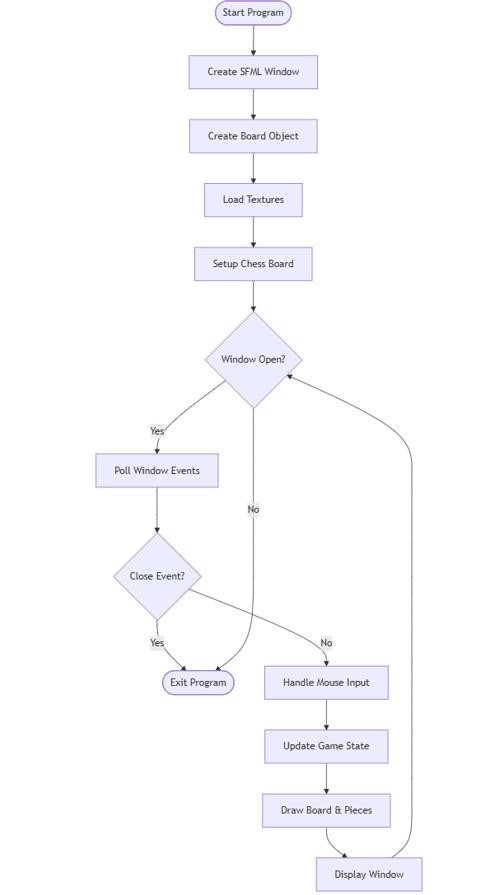 Start Program
Create SFML Window
Create Board Object
Load Textures
Setup Chess Board
Window Open?
Yes
Poll Window Events
No
Close Event?
Yes
No
Exit Program
Handle Mouse Input
Update Game State
Draw Board & Pieces
Display Window